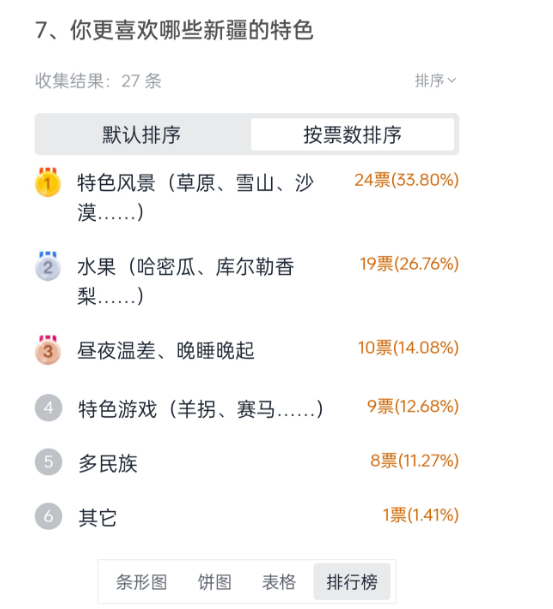 7、你更喜欢哪些新疆的特色
收集结果：27 条
排序
默认排序
按票数排序
1
特色风景（草原、雪山、沙
漠……）
24票(33.80%)
2
水果（哈密瓜、库尔勒香
梨……）
19票(26.76%)
3
昼夜温差、晚睡晚起
10票(14.08%)
4
特色游戏（羊拐、赛马……）
9票(12.68%)
5
多民族
8票(11.27%)
6
其它
1票(1.41%)
条形图
饼图
表格
排行榜